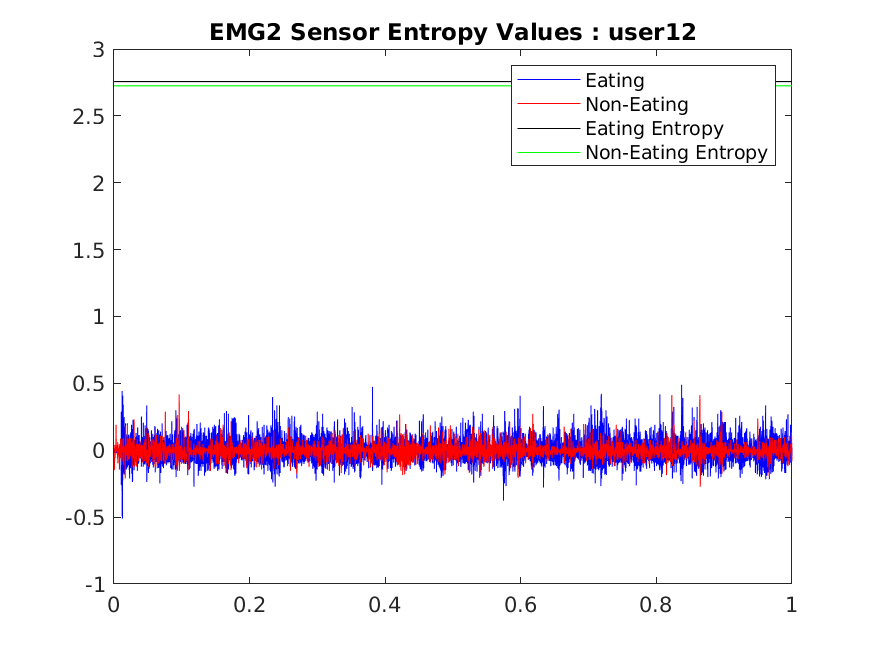 EMG2 Sensor Entropy Values : user12
3
2.5
2
1.5
1
0.5
0
-0.5
-1
Eating
Non-Eating
Eating Entropy
Non-Eating Entropy
0 0.2 0.4 0.6 0.8 1